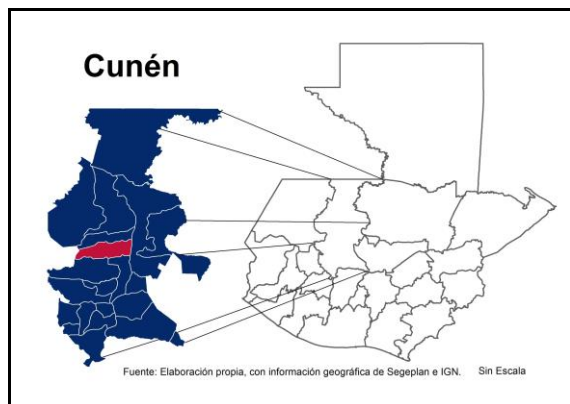 Cunén
Fuente: Elaboración propia, con información geográfica de Segeplan e IGN. Sin Escala